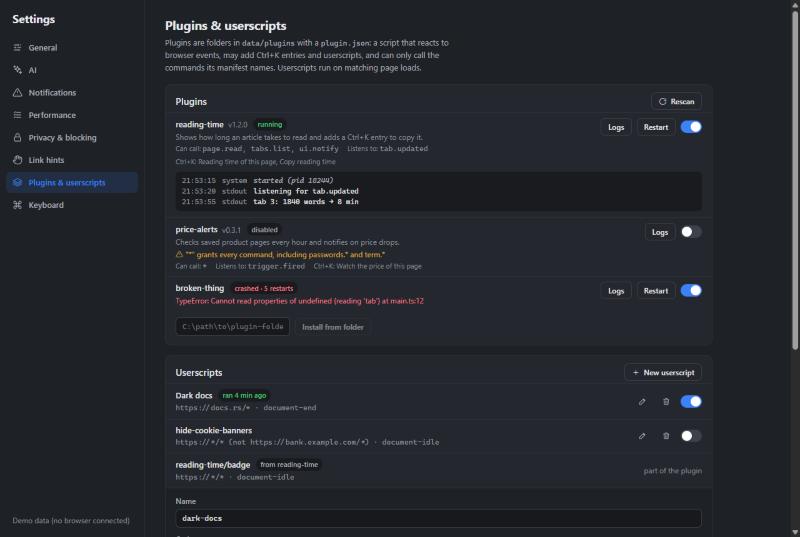 Settings
General
AI
Notifications
Performance
Privacy & blocking
Link hints
Plugins & userscripts
Keyboard
Demo data (no browser connected)
Plugins & userscripts
Plugins are folders in data/plugins with a plugin.json: a script that reacts to
browser events, may add Ctrl+K entries and userscripts, and can only call the
commands its manifest names. Userscripts run on matching page loads.
Plugins
Rescan
reading-time v1.2.0 running
Logs Restart
Shows how long an article takes to read and adds a Ctrl+K entry to copy it.
Can call: page.read, tabs.list, ui.notify Listens to: tab.updated
Ctrl+K: Reading time of this page, Copy reading time
21:53:15 system started (pid 18244)
21:53:20 stdout listening for tab.updated
21:53:55 stdout tab 3: 1840 words → 8 min
price-alerts v0.3.1 disabled
Logs
Checks saved product pages every hour and notifies on price drops.
"*" grants every command, including passwords.* and term.*
Can call: * Listens to: trigger.fired Ctrl+K: Watch the price of this page
broken-thing crashed · 5 restarts
Logs Restart
TypeError: Cannot read properties of undefined (reading 'tab') at main.ts:12
C:\path\to\plugin-folde Install from folder
Userscripts
+ New userscript
Dark docs ran 4 min ago
https://docs.rs/* · document-end
hide-cookie-banners
https://*/* (not https://bank.example.com/*) · document-idle
reading-time/badge from reading-time
https://*/* · document-idle
part of the plugin
Name
dark-docs